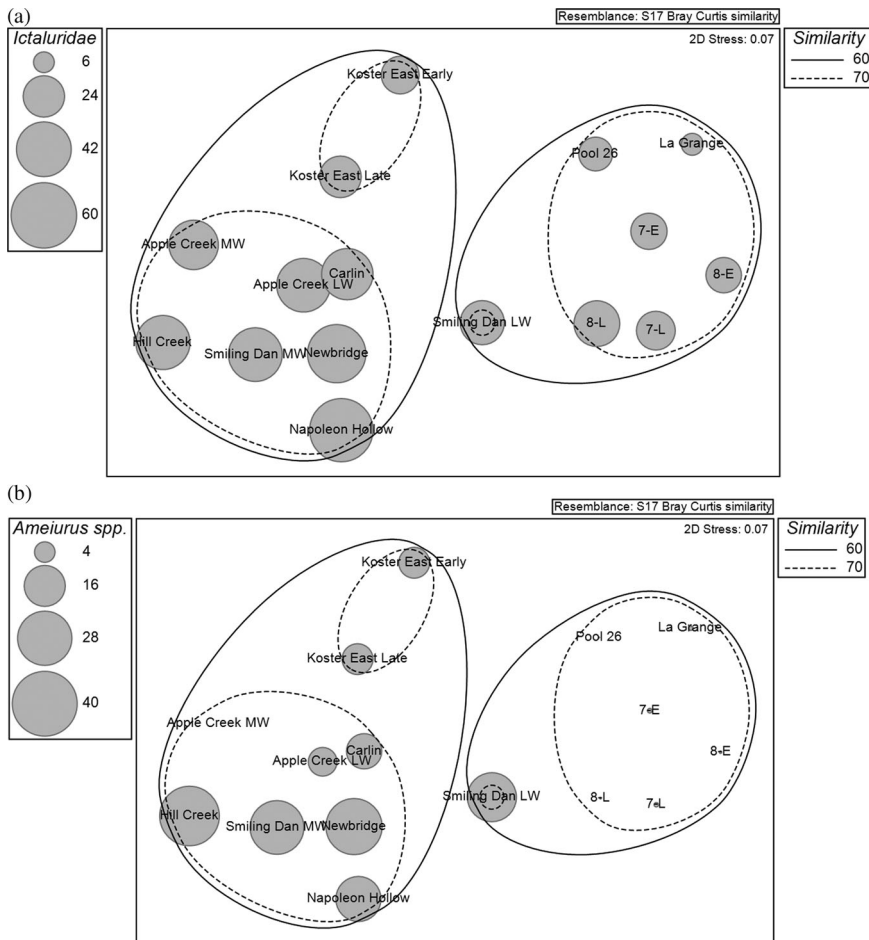 (a)
Resemblance: S17 Bray Curtis similarity
Ictaluridae
6
24
42
60
2D Stress: 0.07
Similarity
60
70
Koster East Early
Koster East Late
Apple Creek MW
Carlin
Apple Creek LW
Hill Creek
Smiling Dan MW
Newbridge
Napoleon Hollow
Smiling Dan LW
Pool 26
La Grange
7-E
8-E
8-L
7-L
(b)
Resemblance: S17 Bray Curtis similarity
Ameiurus spp.
4
16
28
40
2D Stress: 0.07
Similarity
60
70
Koster East Early
Koster East Late
Apple Creek MW
Carlin
Apple Creek LW
Hill Creek
Smiling Dan MW
Newbridge
Napoleon Hollow
Smiling Dan LW
Pool 26
La Grange
7-E
8-E
8-L
7-L